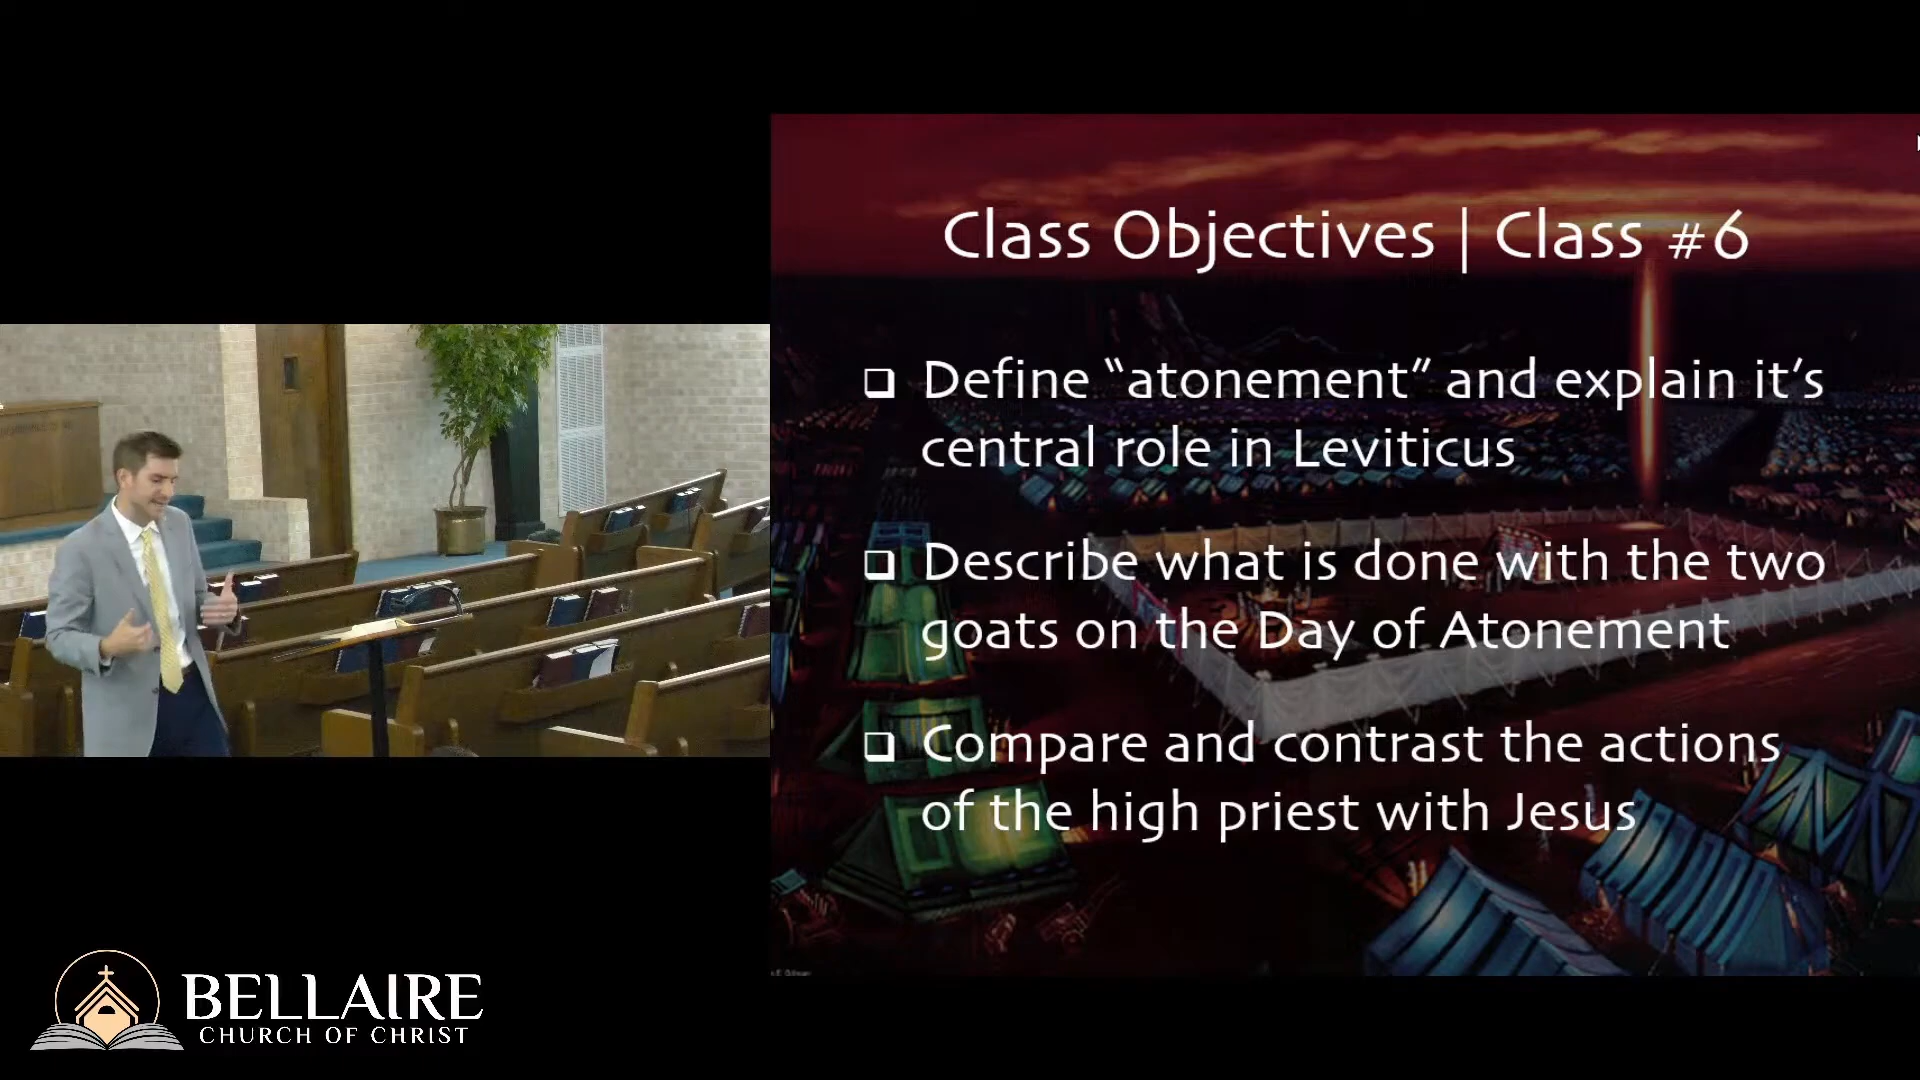 Class Objectives | Class #6
❑ Define “atonement” and explain it’s
central role in Leviticus
❑ Describe what is done with the two
goats on the Day of Atonement
❑ Compare and contrast the actions
of the high priest with Jesus
BELLAIRE
CHURCH OF CHRIST